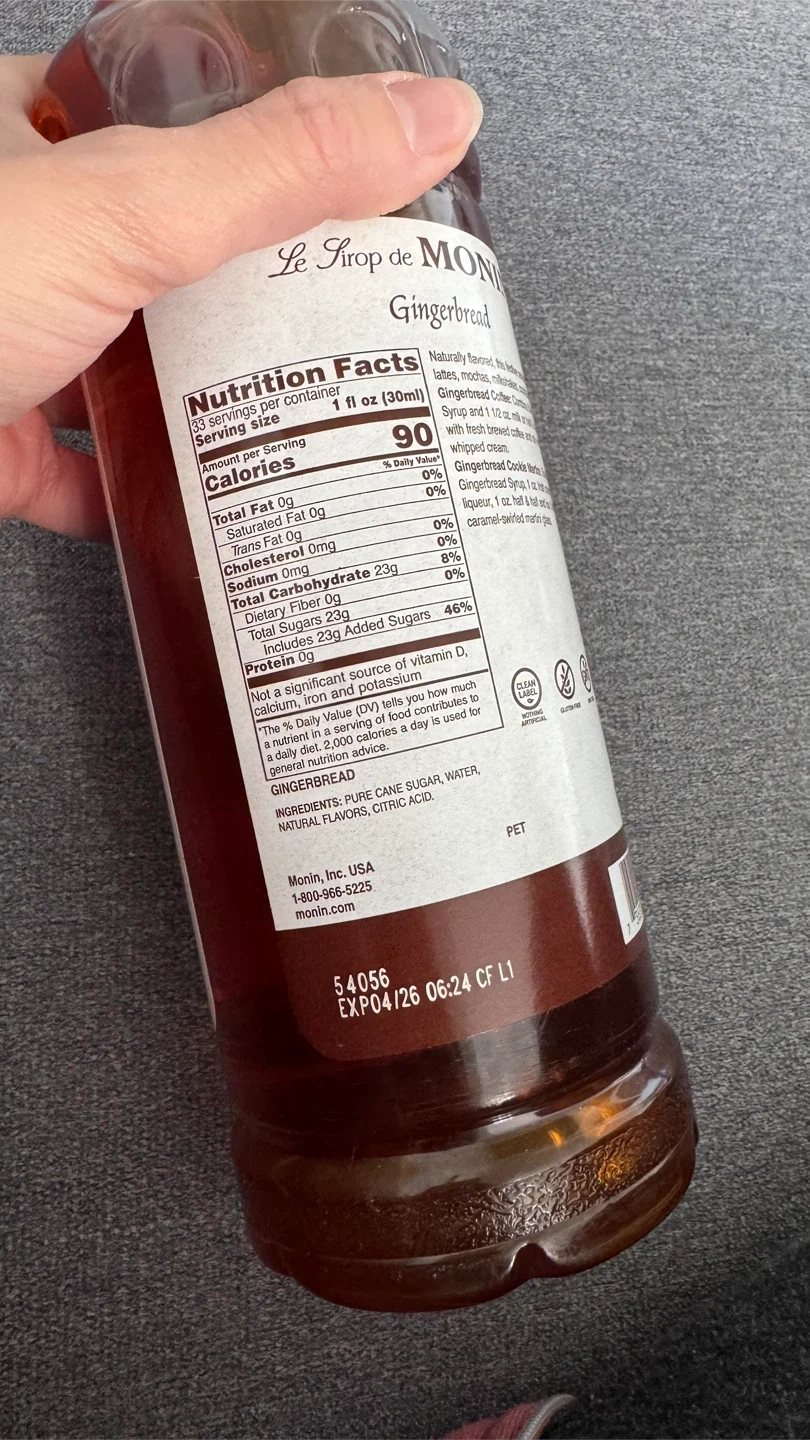 Le Sirop de MONI
Gingerbread
Nutrition Facts
33 servings per container
Serving size 1 fl oz (30ml)
Amount per Serving
Calories 90
% Daily Value*
Total Fat 0g 0%
Saturated Fat 0g 0%
Trans Fat 0g
Cholesterol 0mg 0%
Sodium 0mg 0%
Total Carbohydrate 23g 8%
Dietary Fiber 0g 0%
Total Sugars 23g
Includes 23g Added Sugars 46%
Protein 0g
Not a significant source of vitamin D,
calcium, iron and potassium
*The % Daily Value (DV) tells you how much
a nutrient in a serving of food contributes to
a daily diet. 2,000 calories a day is used for
general nutrition advice.
Naturally flavored, this
lattes, mochas, milkshakes,
Gingerbread Coffee:
Syrup and 1 1/2 oz. milk
with fresh brewed coffee
whipped cream.
Gingerbread Cookie
Gingerbread Syrup, 1 oz.
liqueur, 1 oz. half & half
caramel-swirled martini glass.
CLEAN
LABEL
NOTHING
ARTIFICIAL
GLUTEN FREE
GINGERBREAD
INGREDIENTS: PURE CANE SUGAR, WATER,
NATURAL FLAVORS, CITRIC ACID.
PET
Monin, Inc. USA
1-800-966-5225
monin.com
54056
EXP04/26 06:24 CF L1